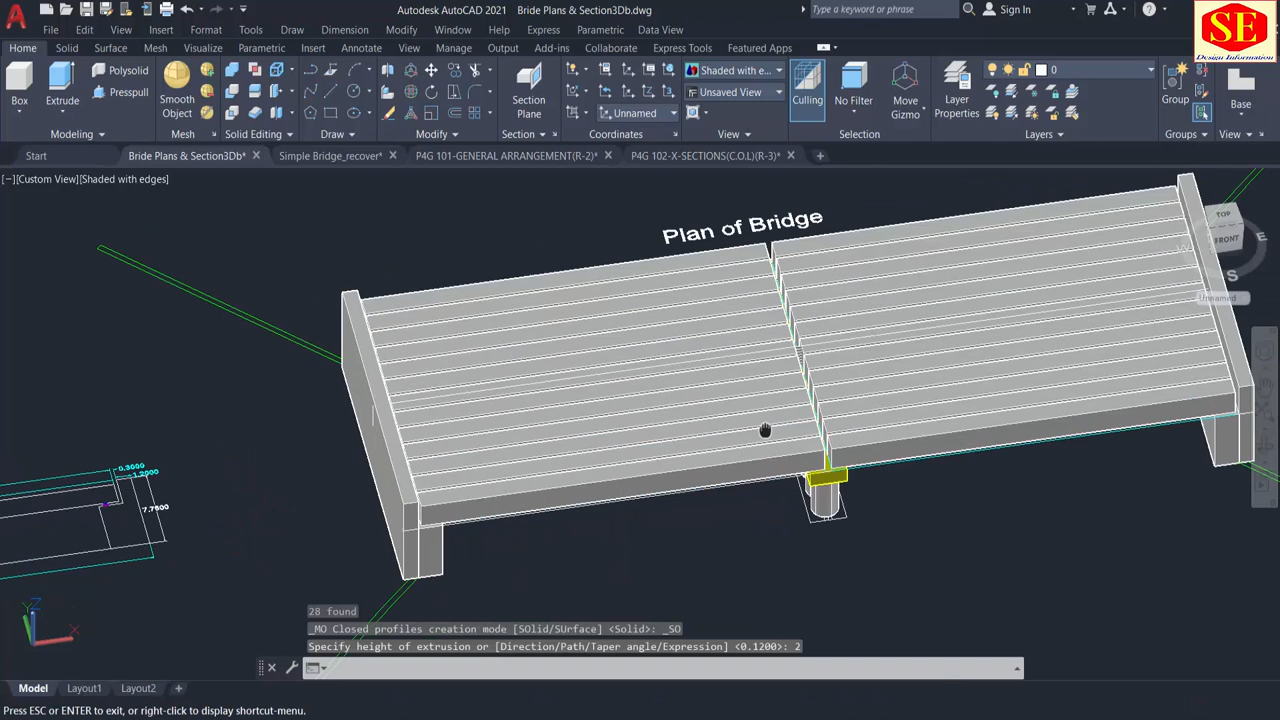 Autodesk AutoCAD 2021 Bride Plans & Section3Db.dwg
Type a keyword or phrase
Sign In
SE
Design Information
File Edit View Insert Format Tools Draw Dimension Modify Window Help Express Parametric Data View
Home Solid Surface Mesh Visualize Parametric Insert Annotate View Manage Output Add-ins Collaborate Express Tools Featured Apps
Box
Extrude
Polysolid
Presspull
Smooth
Object
Section
Plane
Unnamed
Shaded with e...
Unsaved View
Culling
No Filter
Move
Gizmo
Layer
Properties
0
Group
Base
Modeling Mesh Solid Editing Draw Modify Section Coordinates View Selection Layers Groups View
Start
Bride Plans & Section3Db*
Simple Bridge_recover*
P4G 101-GENERAL ARRANGEMENT(R-2)*
P4G 102-X-SECTIONS(C.O.L)(R-3)*
[−][Custom View][Shaded with edges]
Plan of Bridge
TOP
FRONT
W
E
S
Unnamed
0.3000
1.2000
7.7600
Y
Z
X
28 found
_MO Closed profiles creation mode [SOlid/SUrface] <Solid>: _SO
Specify height of extrusion or [Direction/Path/Taper angle/Expression] <0.1200>: 2
Model Layout1 Layout2 +
Press ESC or ENTER to exit, or right-click to display shortcut-menu.